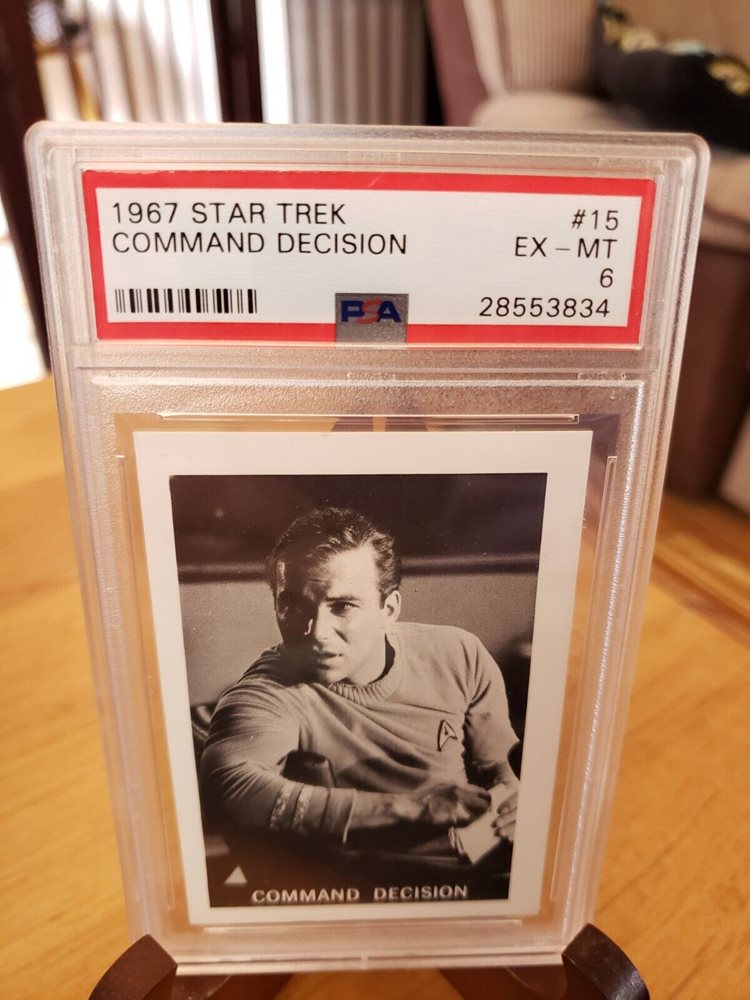 1967 STAR TREK #15
COMMAND DECISION EX-MT
6
PSA 28553834
COMMAND DECISION